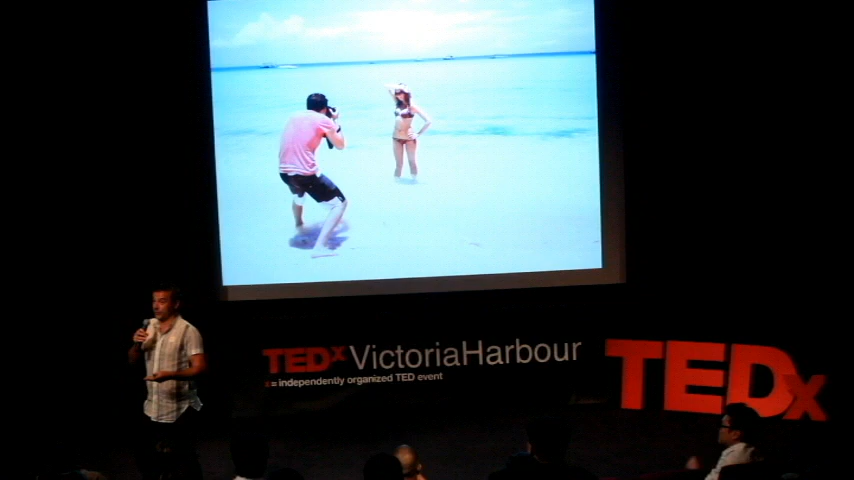 TEDx VictoriaHarbour
x = independently organized TED event
TEDx